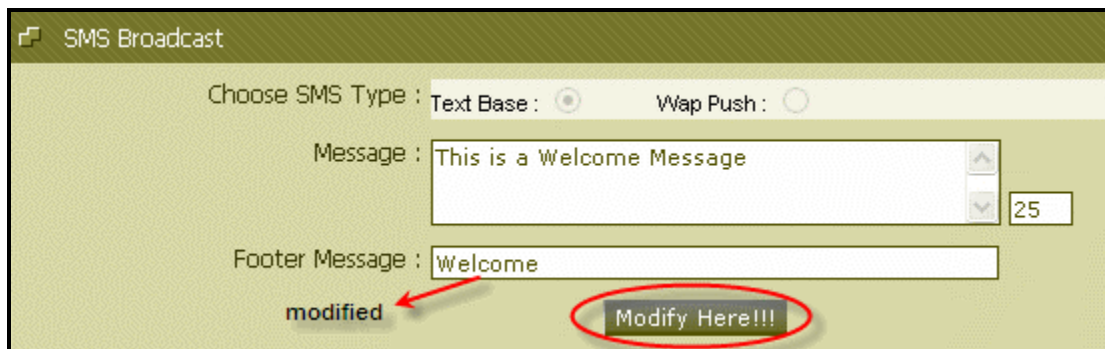 SMS Broadcast
Choose SMS Type : Text Base : Wap Push :
Message : This is a Welcome Message
25
Footer Message : Welcome
modified
Modify Here!!!